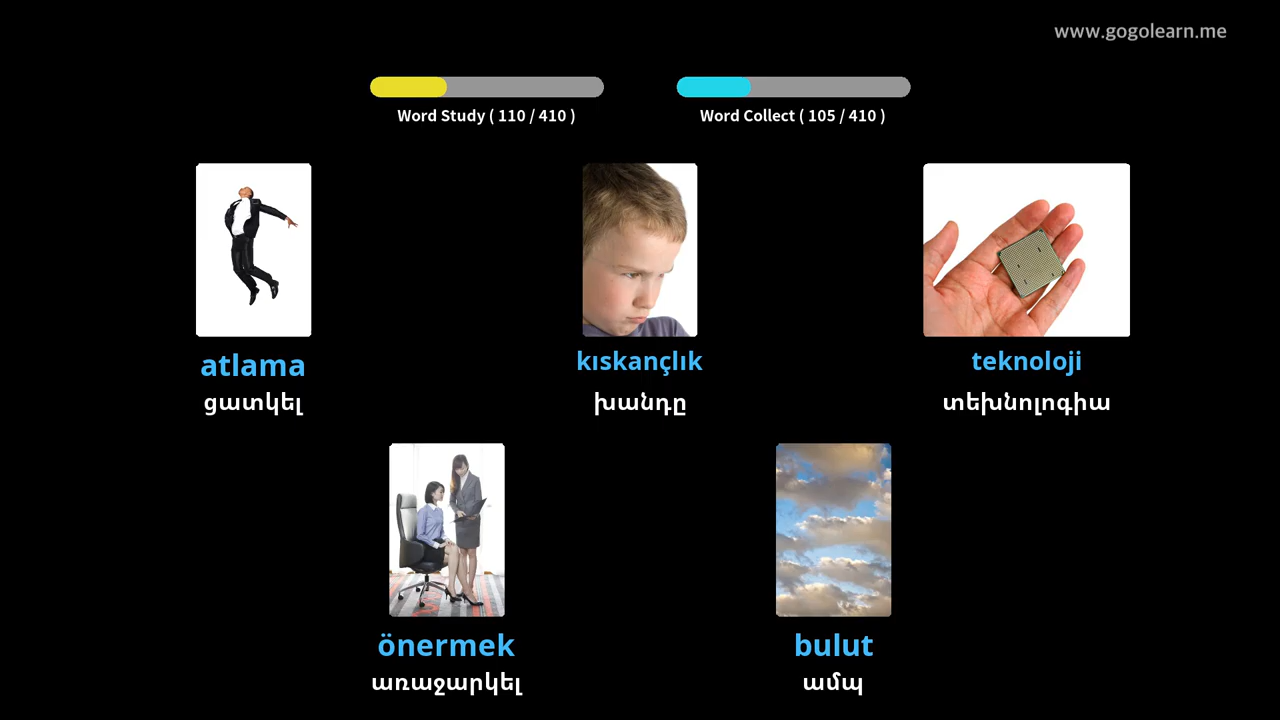 www.gogolearn.me
Word Study ( 110 / 410 )
Word Collect ( 105 / 410 )
atlama
ցատկել
kıskançlık
խանդը
teknoloji
տեխնոլոգիա
önermek
առաջարկել
bulut
ամպ